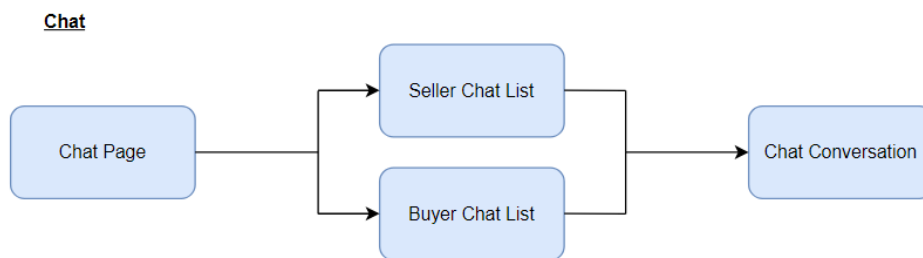 Chat
Chat Page
Seller Chat List
Buyer Chat List
Chat Conversation